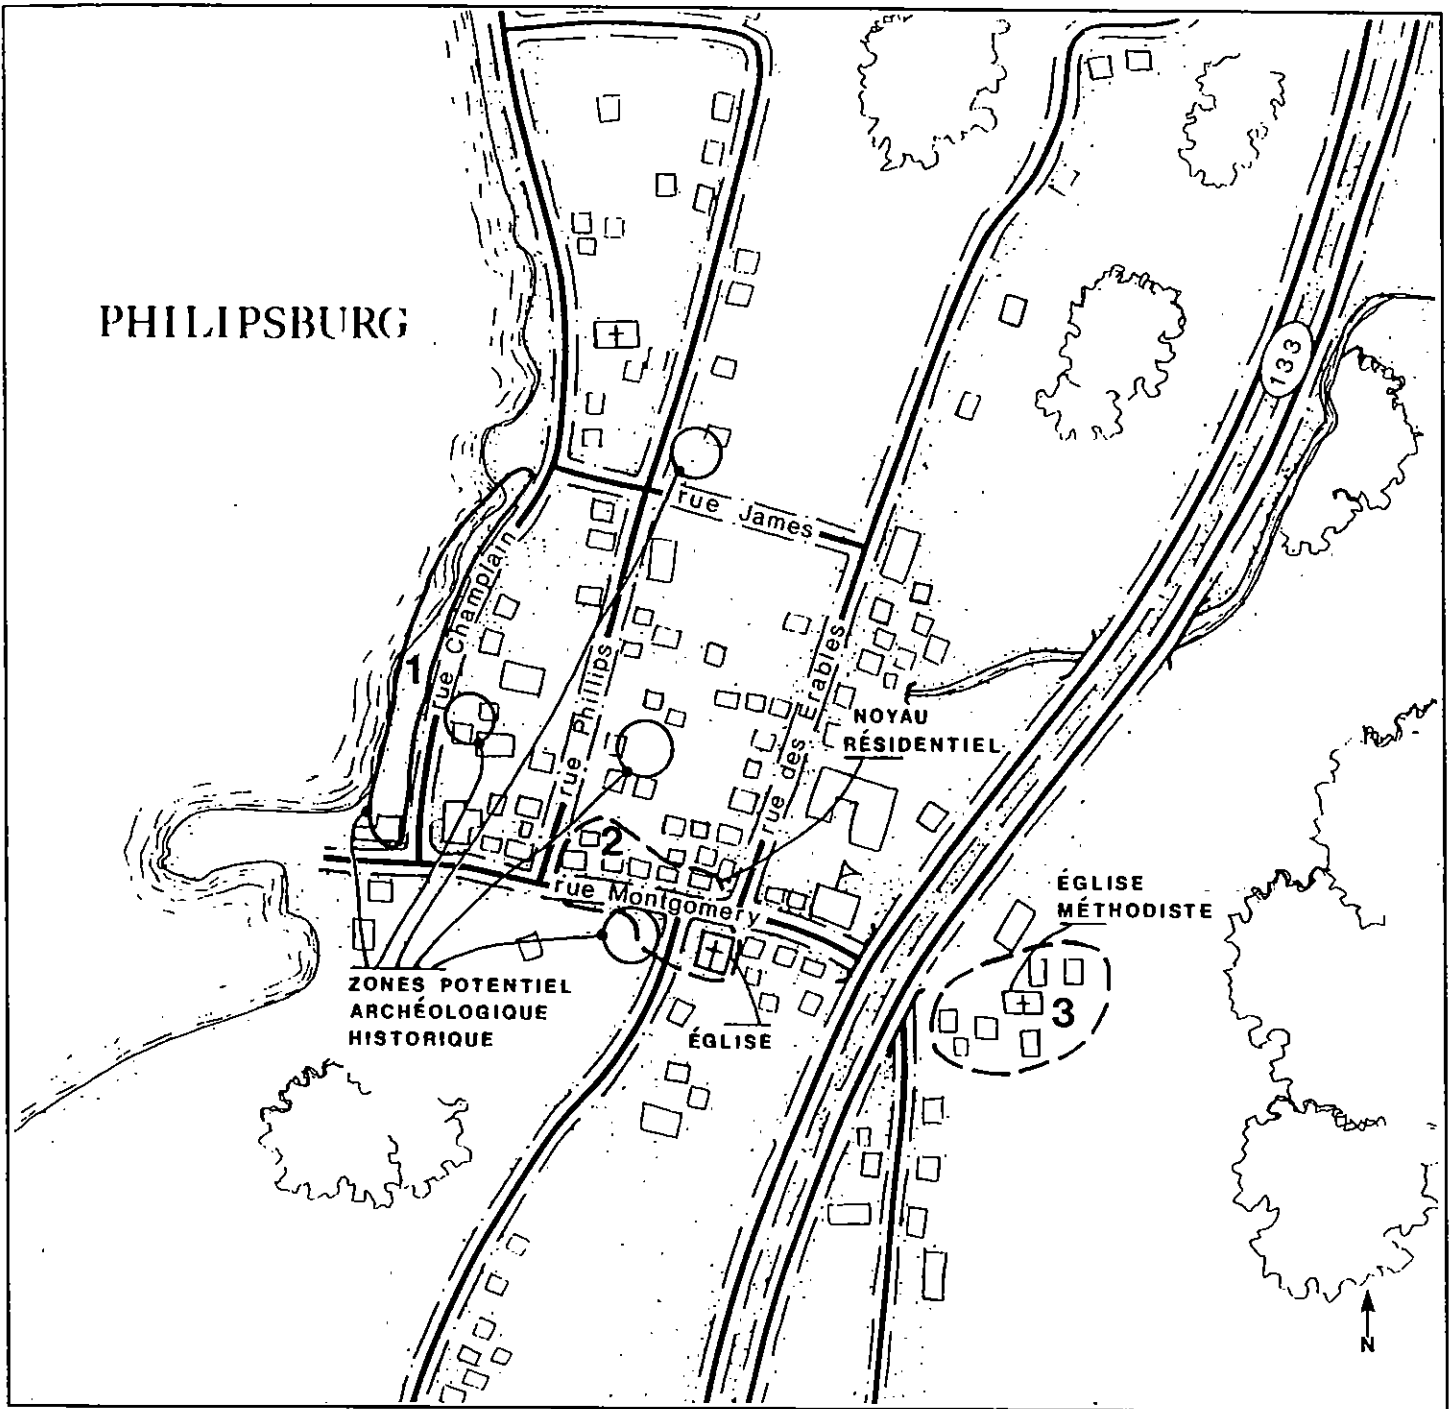 PHILIPSBURG
133
rue James
rue Champlain
1
rue Phillips
rue des Erables
NOYAU
RÉSIDENTIEL
2
rue Montgomery
ÉGLISE
MÉTHODISTE
3
ZONES POTENTIEL
ARCHÉOLOGIQUE
HISTORIQUE
ÉGLISE
N